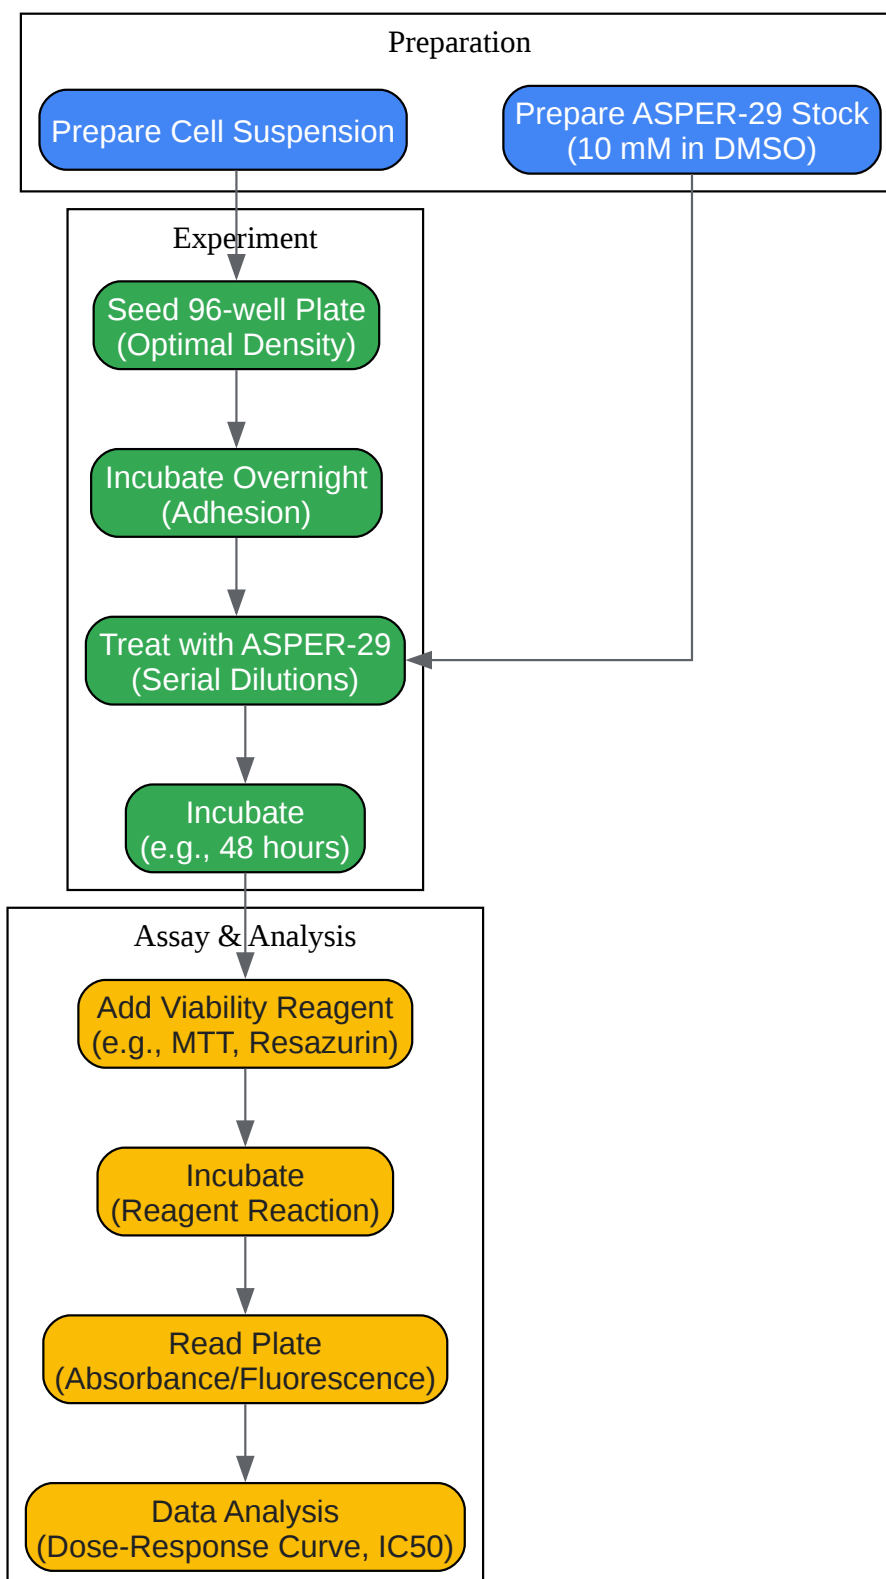 Preparation
Prepare Cell Suspension
Prepare ASPER-29 Stock
(10 mM in DMSO)
Experiment
Seed 96-well Plate
(Optimal Density)
Incubate Overnight
(Adhesion)
Treat with ASPER-29
(Serial Dilutions)
Incubate
(e.g., 48 hours)
Assay & Analysis
Add Viability Reagent
(e.g., MTT, Resazurin)
Incubate
(Reagent Reaction)
Read Plate
(Absorbance/Fluorescence)
Data Analysis
(Dose-Response Curve, IC50)